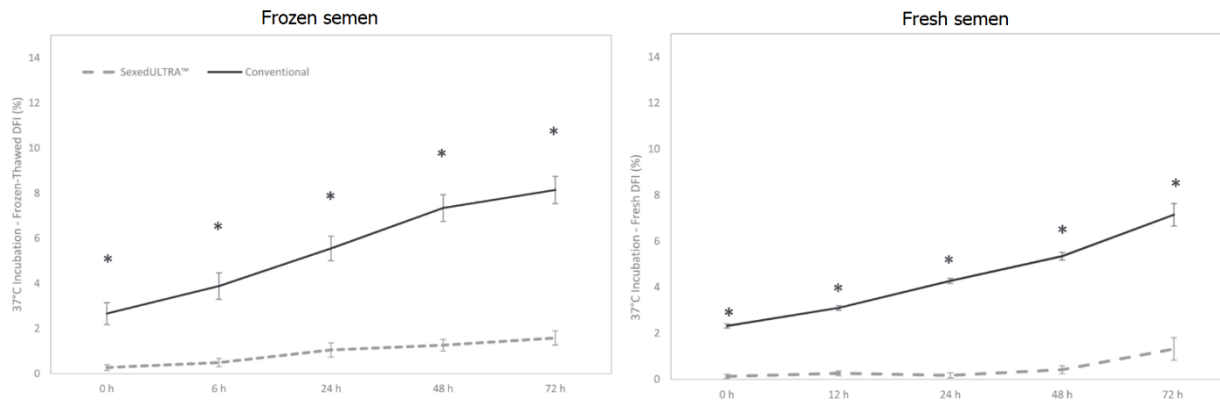 Frozen semen
14
12
10
8
6
4
2
0
37°C Incubation - Frozen-Thawed DFI (%)
SexedULTRA™ Conventional
* * * * *
0 h 6 h 24 h 48 h 72 h
Fresh semen
14
12
10
8
6
4
2
0
37°C Incubation - Fresh DFI (%)
* * * * *
0 h 12 h 24 h 48 h 72 h